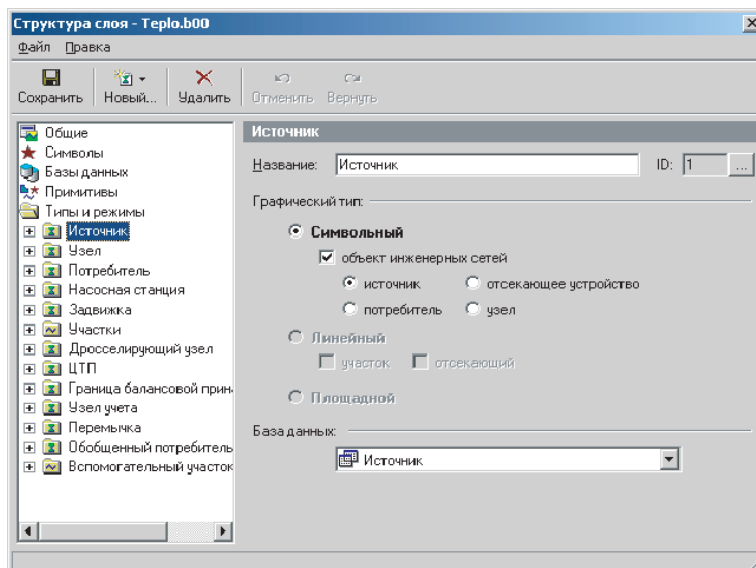 Структура слоя - Teplo.b00
Файл Правка
Сохранить Новый... Удалить Отменить Вернуть
Общие
Символы
Базы данных
Примитивы
Типы и режимы
Источник
Узел
Потребитель
Насосная станция
Задвижка
Участки
Дросселирующий узел
ЦТП
Граница балансовой прин
Узел учета
Перемычка
Обобщенный потребитель
Вспомогательный участок
Источник
Название: Источник ID: 1 ...
Графический тип:
Символьный
объект инженерных сетей
источник отсекающее устройство
потребитель узел
Линейный
участок отсекающий
Площадной
База данных:
Источник